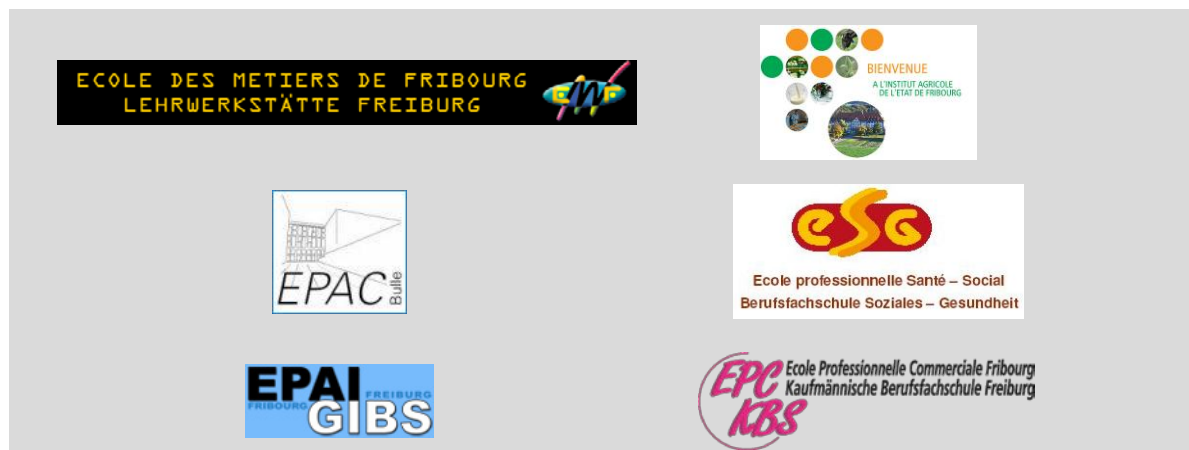 ECOLE DES METIERS DE FRIBOURG
LEHRWERKSTÄTTE FREIBURG
EMF
BIENVENUE
A L'INSTITUT AGRICOLE
DE L'ETAT DE FRIBOURG
EPAC
Bulle
eSG
Ecole professionnelle Santé – Social
Berufsfachschule Soziales – Gesundheit
EPAI
FREIBURG
FRIBOURG
GIBS
EPC
KBS
Ecole Professionnelle Commerciale Fribourg
Kaufmännische Berufsfachschule Freiburg